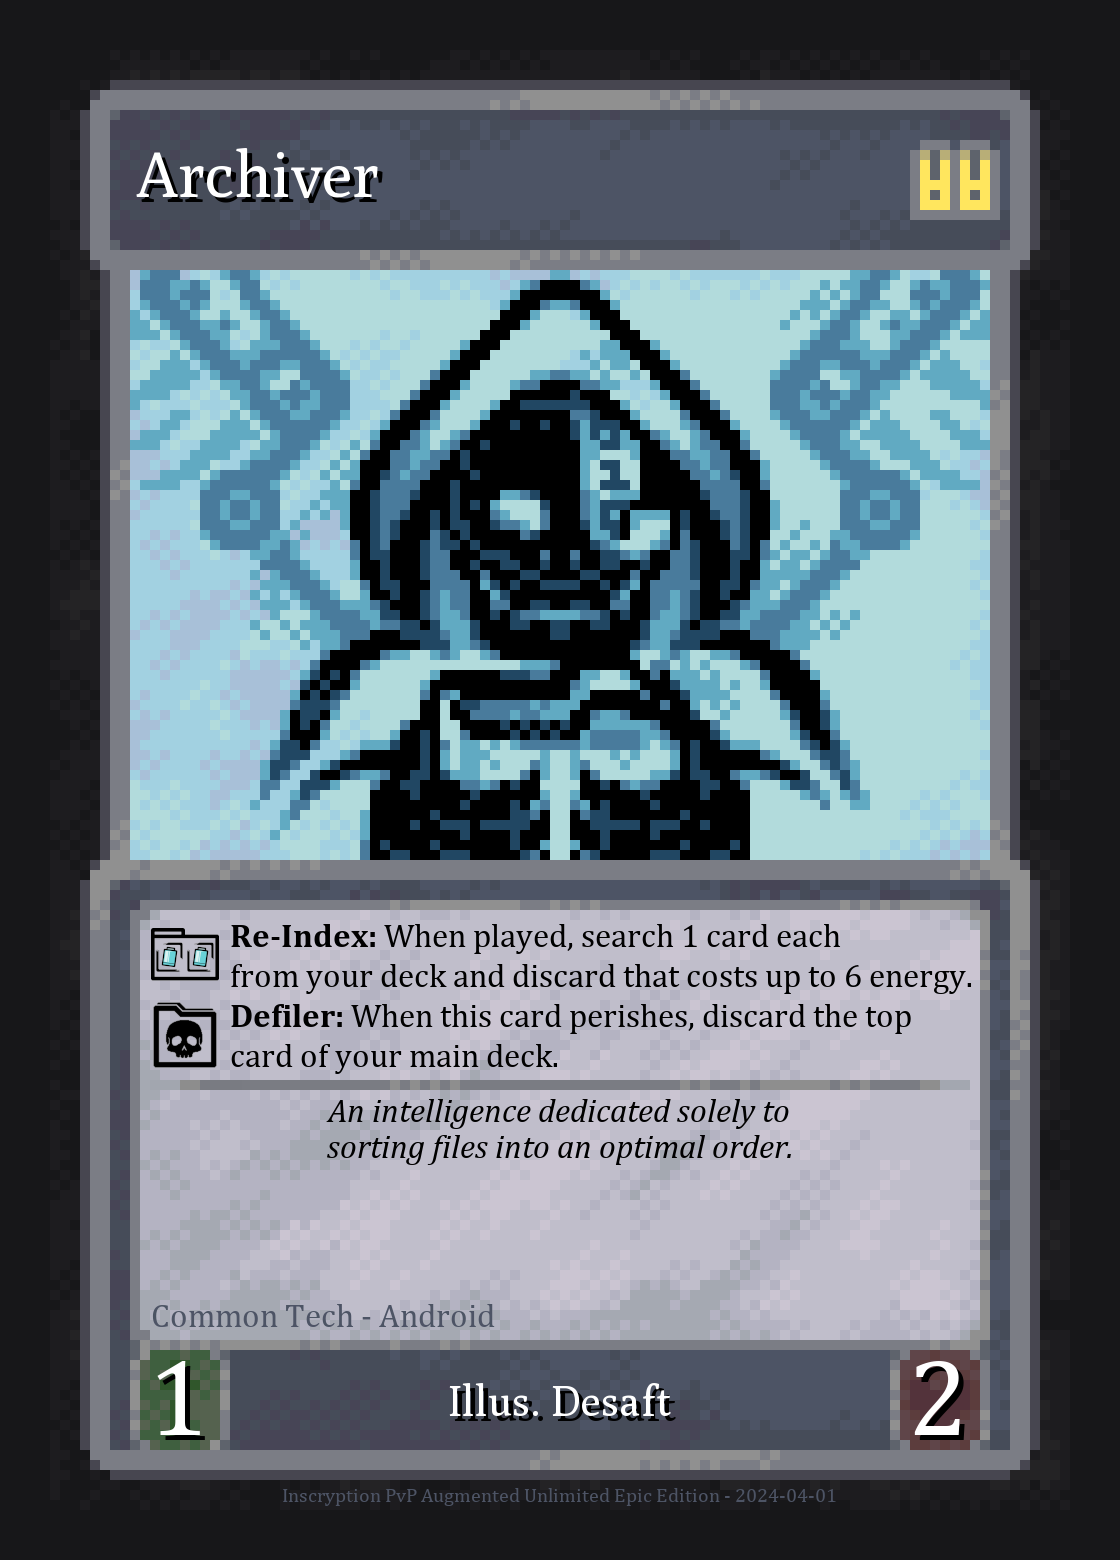 Archiver
Re-Index: When played, search 1 card each
from your deck and discard that costs up to 6 energy.
Defiler: When this card perishes, discard the top
card of your main deck.
An intelligence dedicated solely to
sorting files into an optimal order.
Common Tech - Android
1
Illus. Desaft
2
Inscryption PvP Augmented Unlimited Epic Edition - 2024-04-01